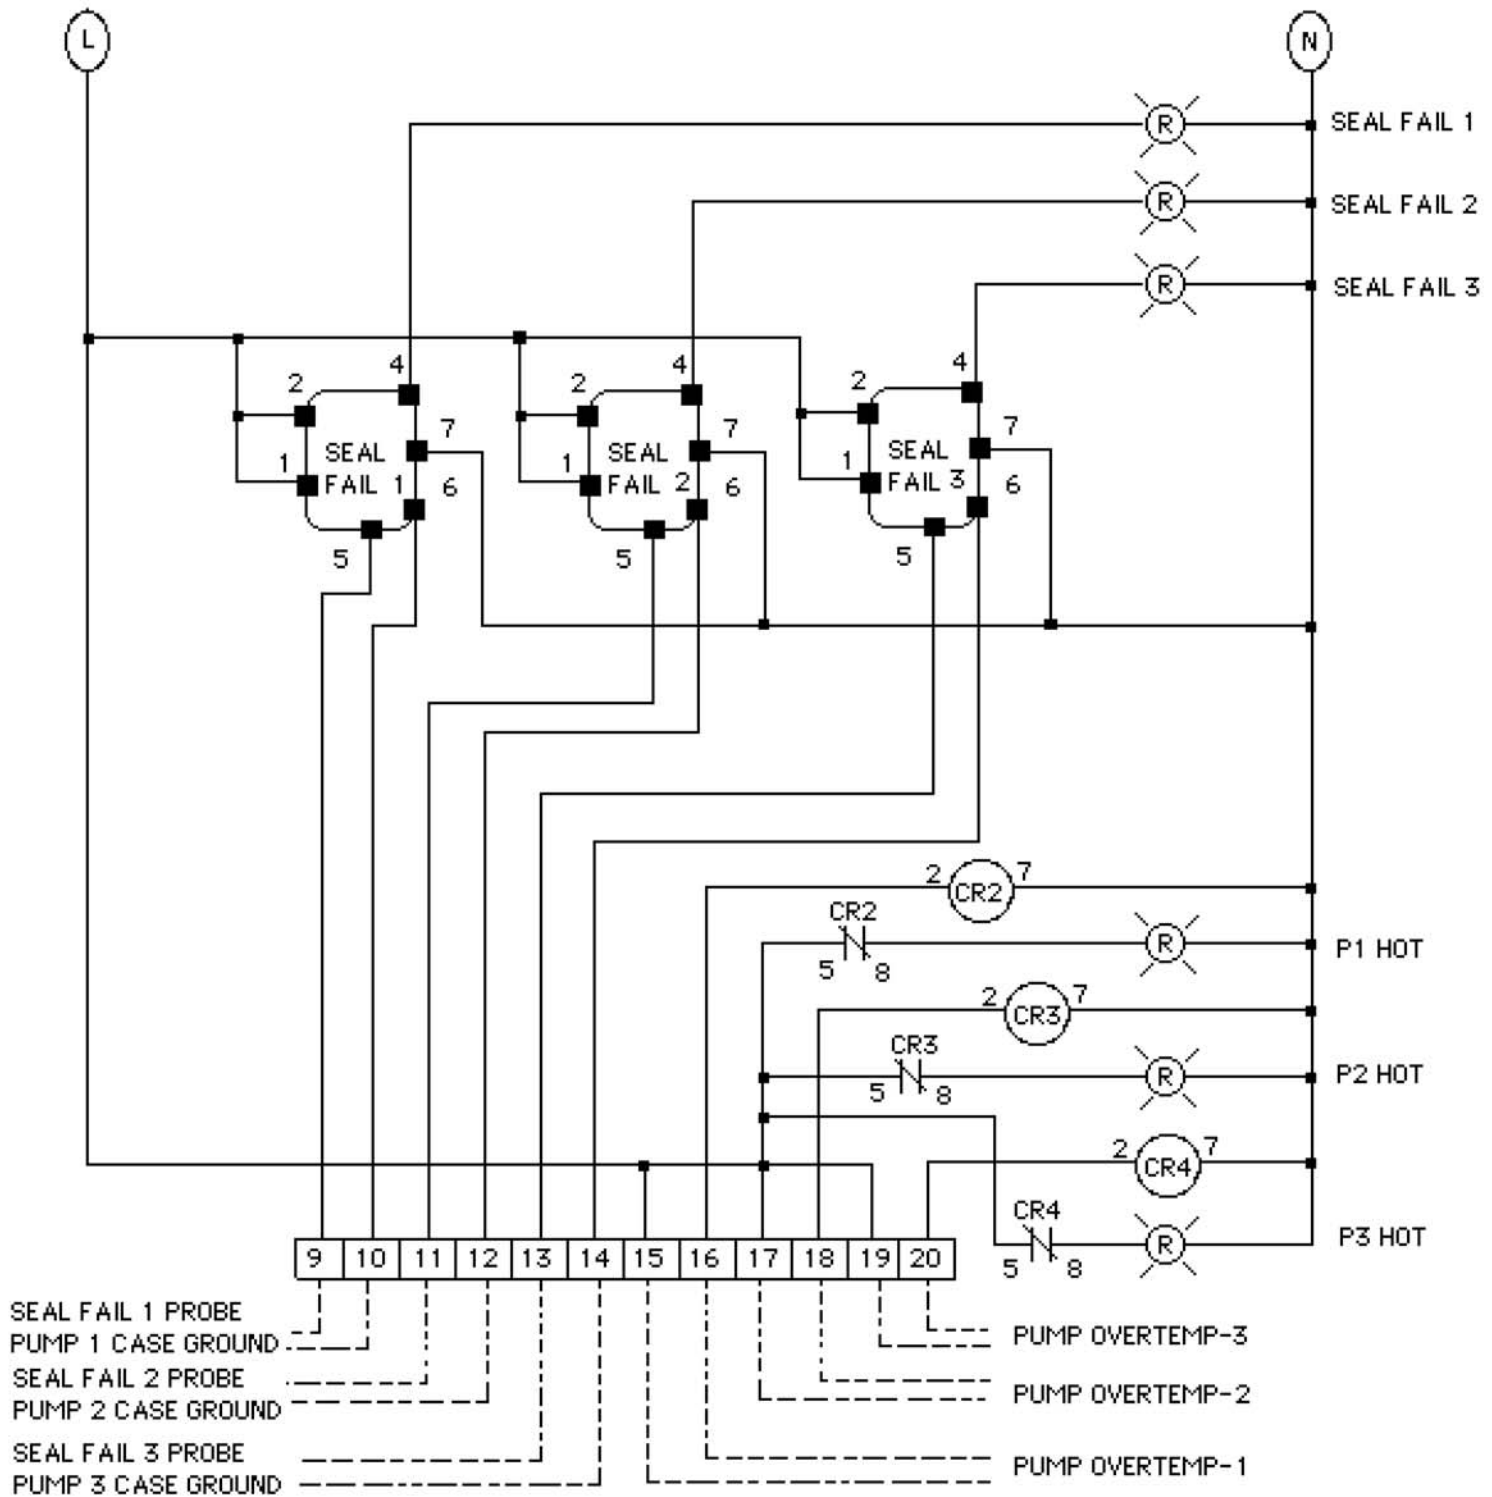 L
N
R
SEAL FAIL 1
R
SEAL FAIL 2
R
SEAL FAIL 3
2
4
7
1
SEAL
FAIL 1
6
5
2
4
7
1
SEAL
FAIL 2
6
5
2
4
7
1
SEAL
FAIL 3
6
5
2
CR2
7
CR2
5
8
R
P1 HOT
2
CR3
7
CR3
5
8
R
P2 HOT
2
CR4
7
CR4
5
8
R
P3 HOT
9 10 11 12 13 14 15 16 17 18 19 20
SEAL FAIL 1 PROBE
PUMP 1 CASE GROUND
SEAL FAIL 2 PROBE
PUMP 2 CASE GROUND
SEAL FAIL 3 PROBE
PUMP 3 CASE GROUND
PUMP OVERTEMP-3
PUMP OVERTEMP-2
PUMP OVERTEMP-1